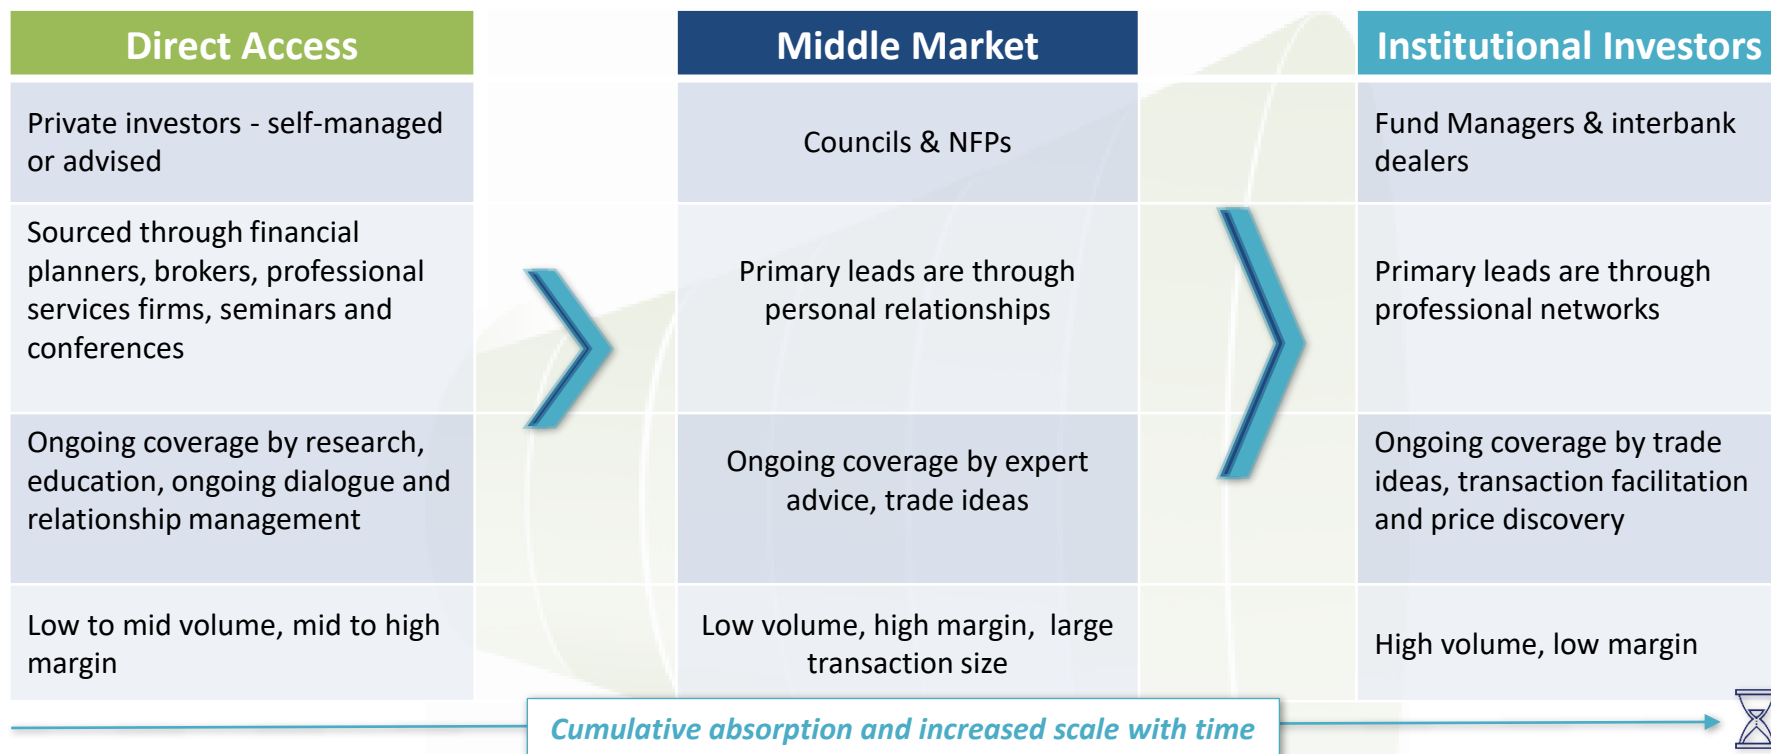 Direct Access
Middle Market
Institutional Investors
Private investors - self-managed
or advised
Councils & NFPs
Fund Managers & interbank
dealers
Sourced through financial
planners, brokers, professional
services firms, seminars and
conferences
Primary leads are through
personal relationships
Primary leads are through
professional networks
Ongoing coverage by research,
education, ongoing dialogue and
relationship management
Ongoing coverage by expert
advice, trade ideas
Ongoing coverage by trade
ideas, transaction facilitation
and price discovery
Low to mid volume, mid to high
margin
Low volume, high margin,  large
transaction size
High volume, low margin
Cumulative absorption and increased scale with time